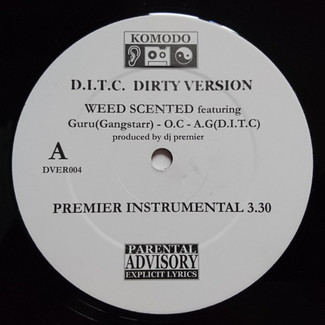 KOMODO
D.I.T.C. DIRTY VERSION
WEED SCENTED featuring
Guru(Gangstarr) - O.C - A.G(D.I.T.C)
produced by dj premier
A
DVER004
PREMIER INSTRUMENTAL 3.30
PARENTAL
ADVISORY
EXPLICIT LYRICS